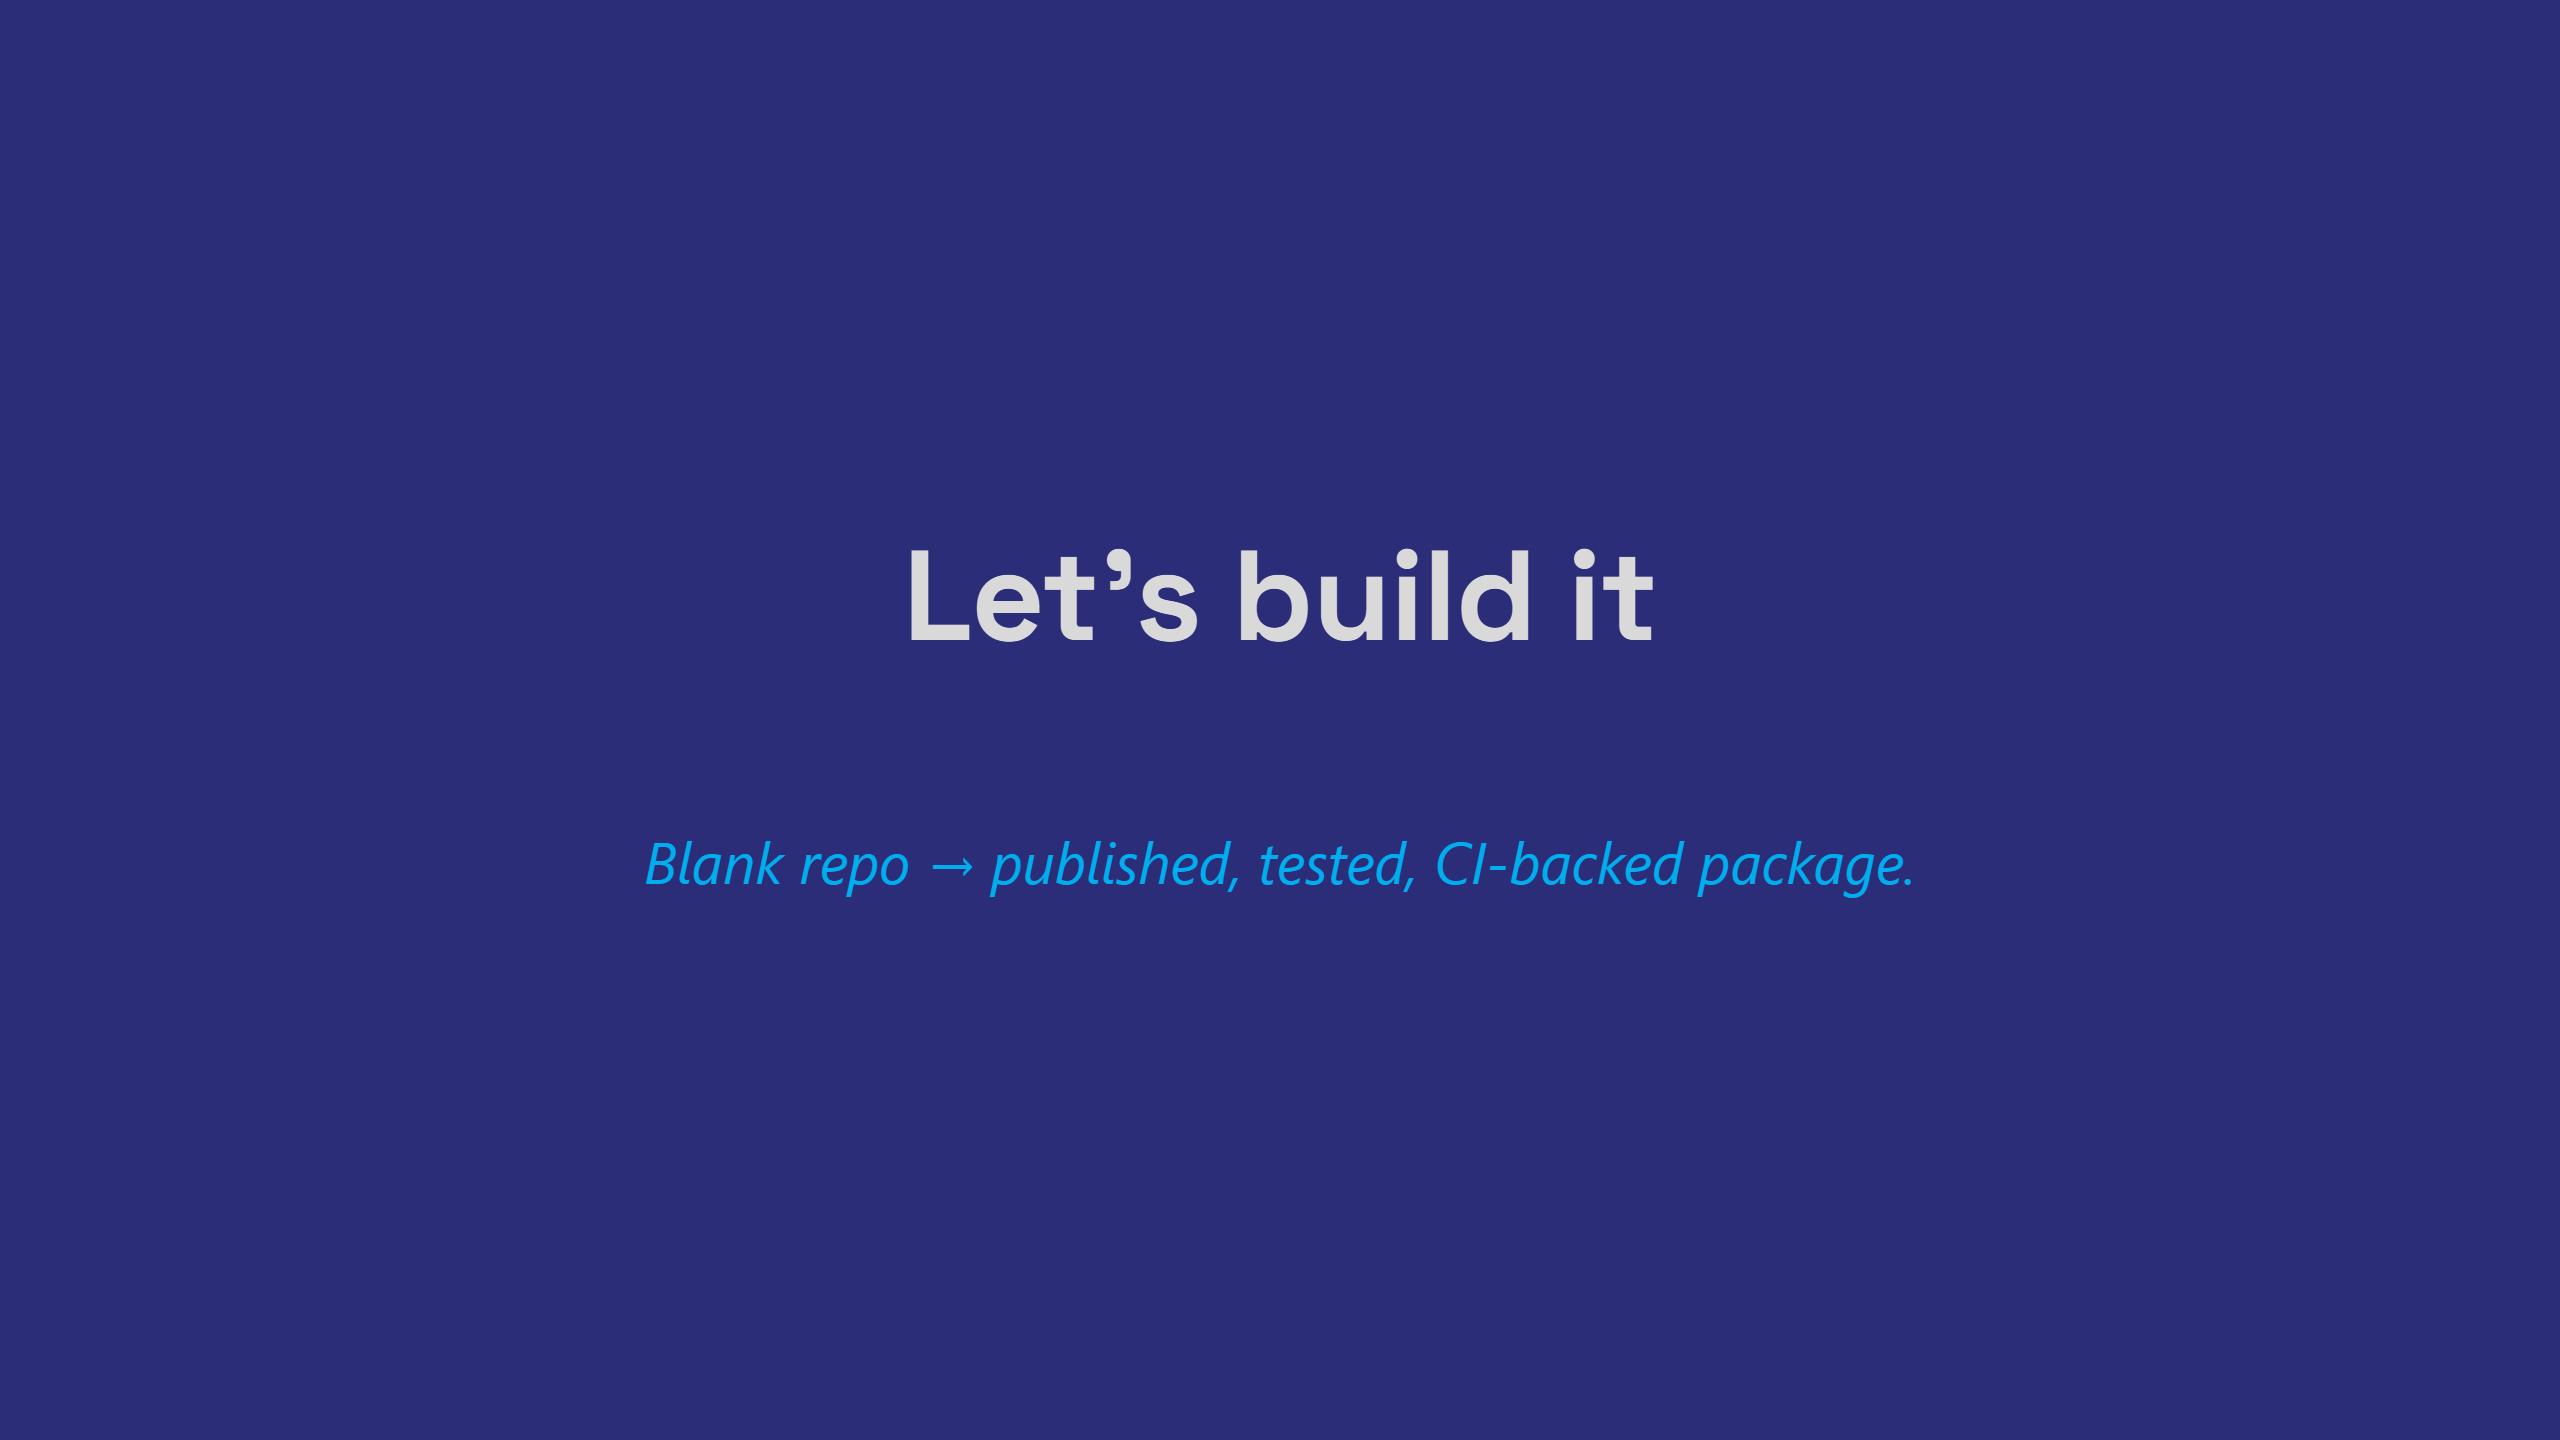 Let’s build it
Blank repo → published, tested, CI-backed package.